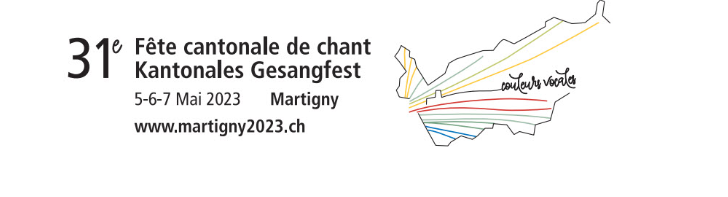 31e Fête cantonale de chant
Kantonales Gesangfest
5-6-7 Mai 2023 Martigny
www.martigny2023.ch
couleurs vocales